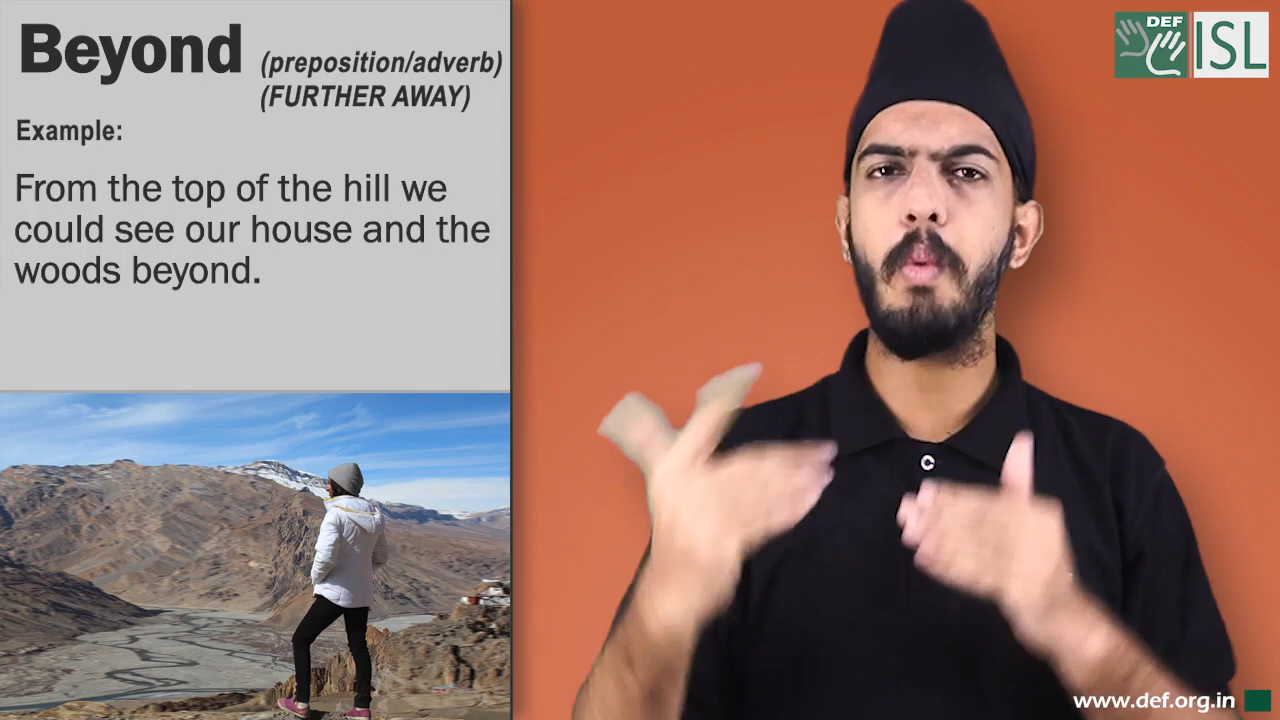 Beyond (preposition/adverb)
(FURTHER AWAY)
Example:
From the top of the hill we
could see our house and the
woods beyond.
DEF
ISL
www.def.org.in